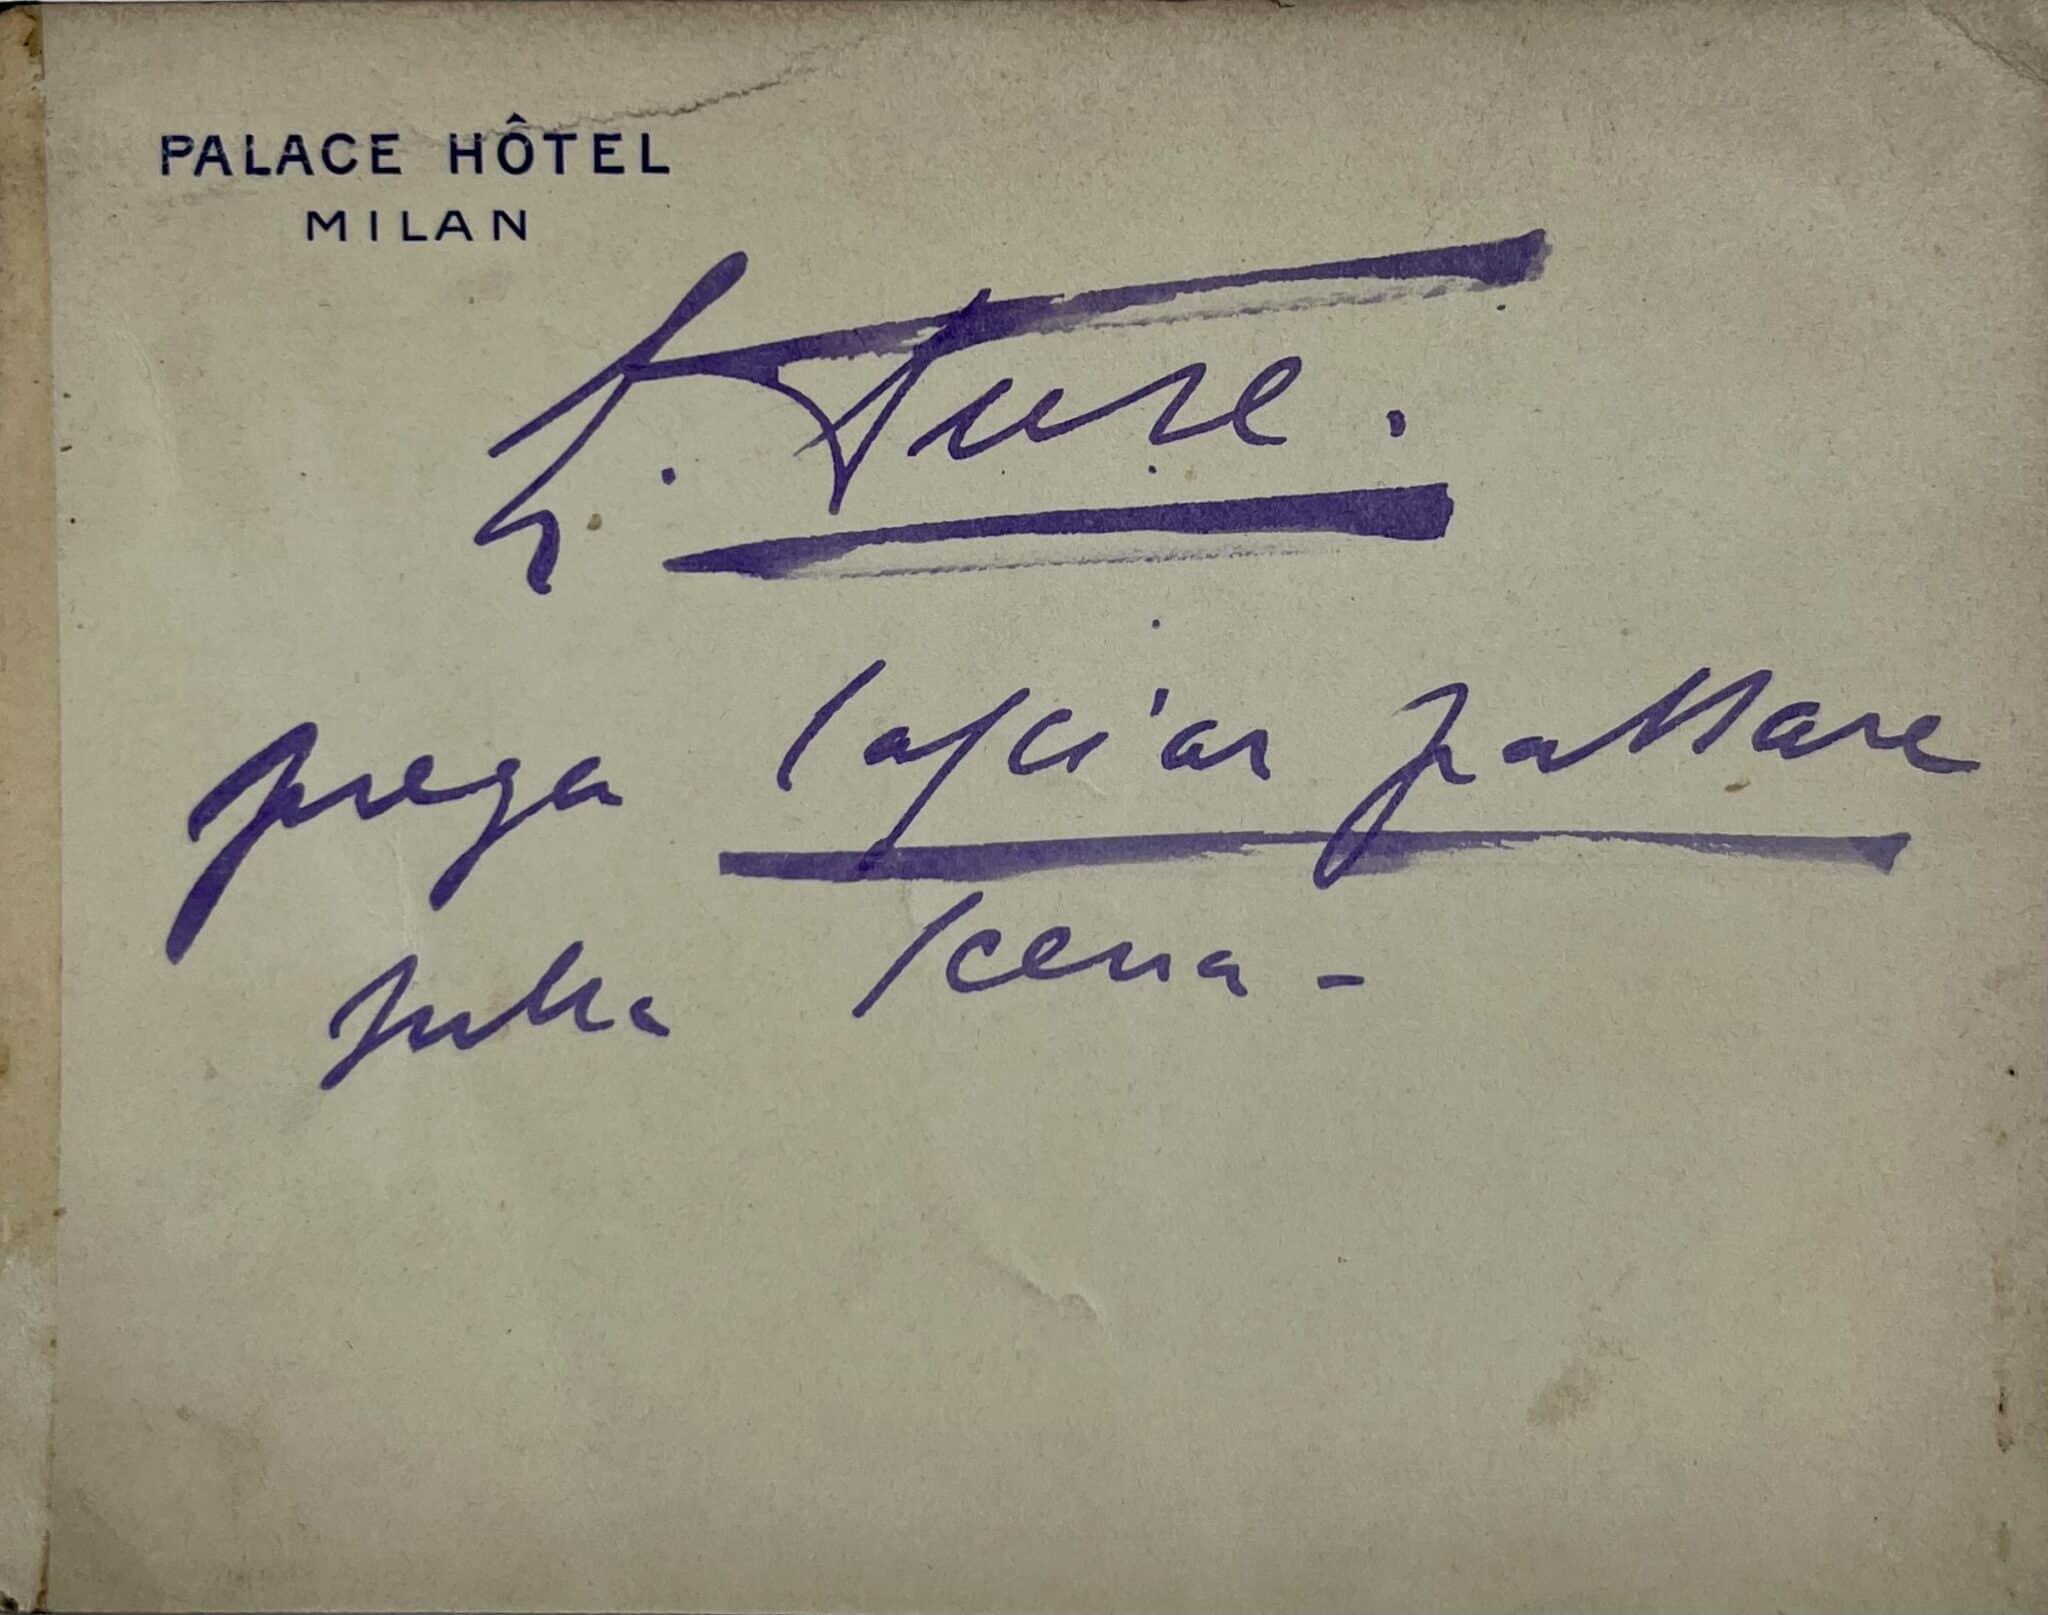 PALACE HÔTEL
MILAN
E. Duse.
prega lasciar passare
sulla scena -